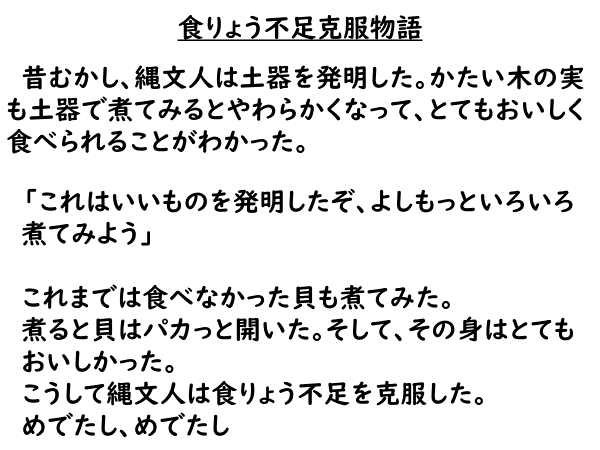 食りょう不足克服物語
昔むかし、縄文人は土器を発明した。かたい木の実
も土器で煮てみるとやわらかくなって、とてもおいしく
食べられることがわかった。
「これはいいものを発明したぞ、よしもっといろいろ
煮てみよう」
これまでは食べなかった貝も煮てみた。
煮ると貝はパカっと開いた。そして、その身はとても
おいしかった。
こうして縄文人は食りょう不足を克服した。
めでたし、めでたし